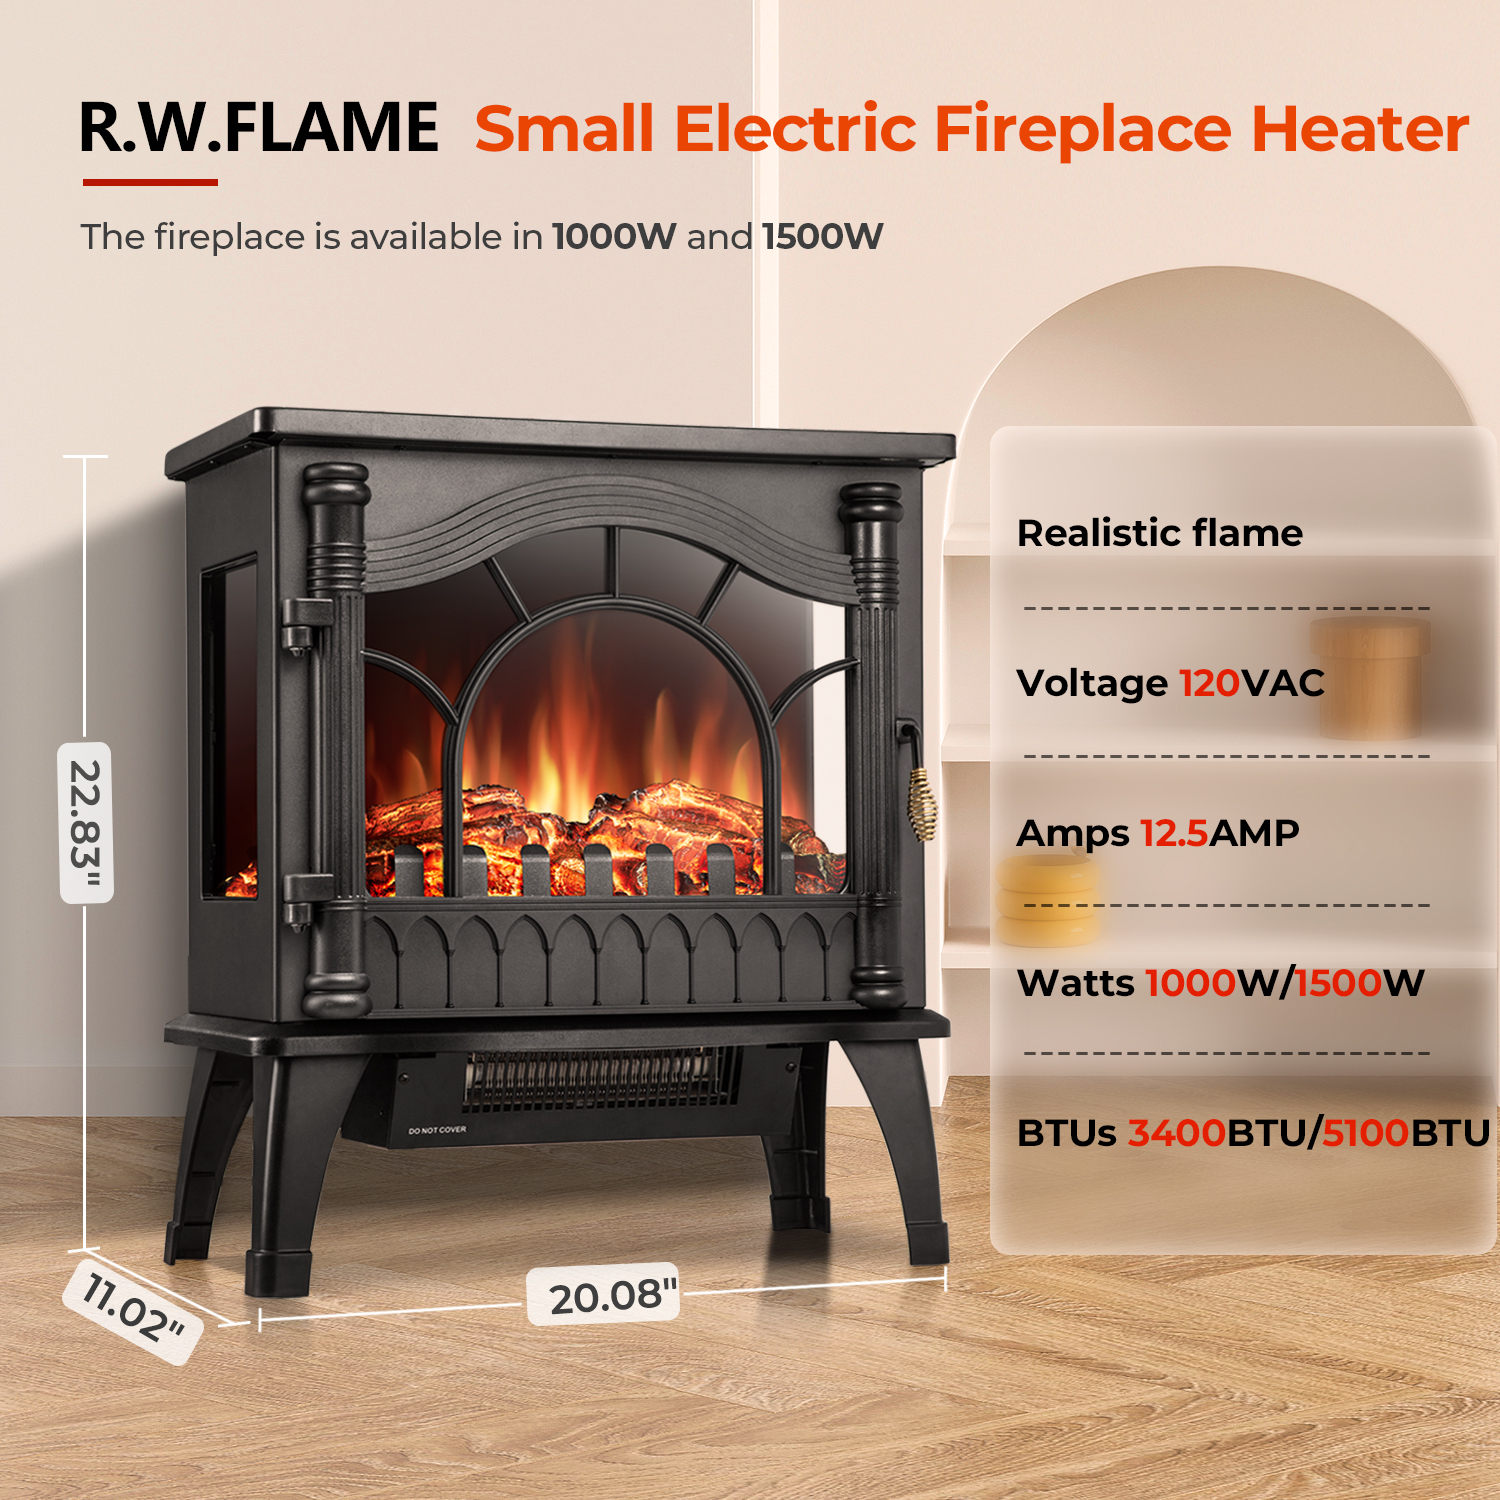 R.W.FLAME Small Electric Fireplace Heater
The fireplace is available in 1000W and 1500W
Realistic flame
Voltage 120VAC
Amps 12.5AMP
Watts 1000W/1500W
BTUs 3400BTU/5100BTU
22.83"
DO NOT COVER
11.02"
20.08"